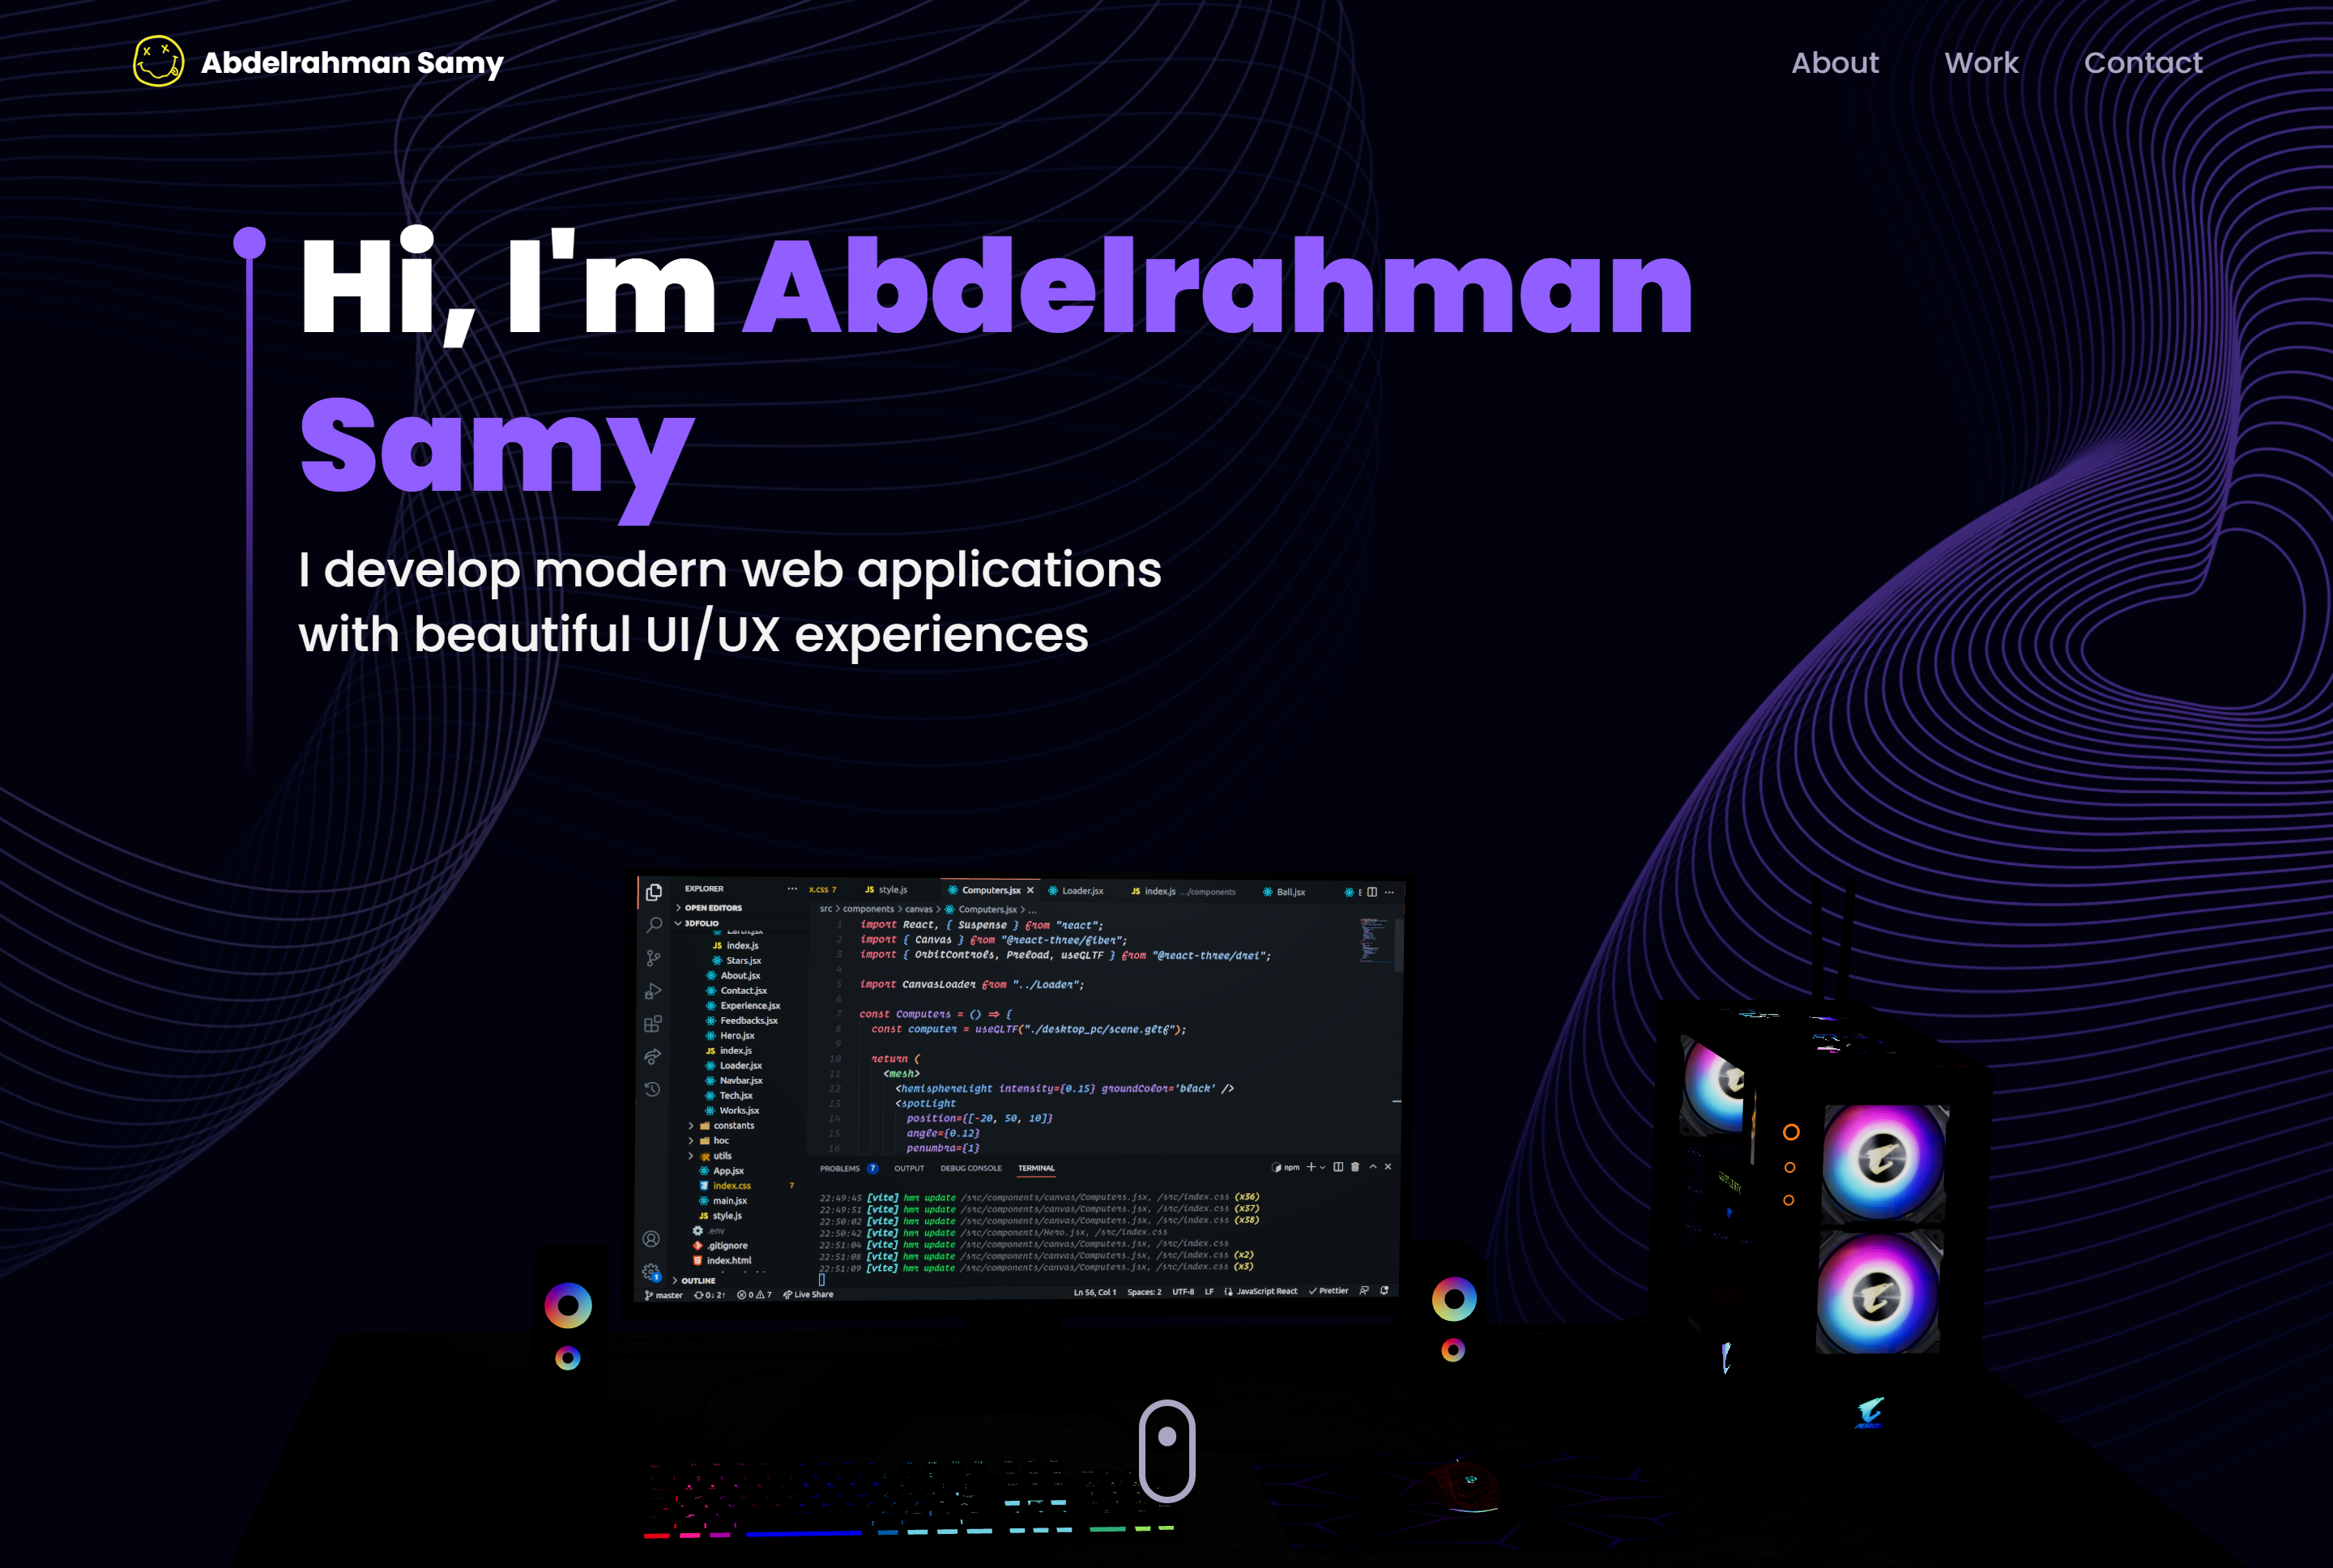 Abdelrahman Samy
About Work Contact
Hi, I'm Abdelrahman
Samy
I develop modern web applications
with beautiful UI/UX experiences
EXPLORER ... x.css 7 JS style.js Computers.jsx × Loader.jsx JS index.js .../components Ball.jsx
OPEN EDITORS
3DFOLIO
Earth.jsx
JS index.js
Stars.jsx
About.jsx
Contact.jsx
Experience.jsx
Feedbacks.jsx
Hero.jsx
JS index.js
Loader.jsx
Navbar.jsx
Tech.jsx
Works.jsx
constants
hoc
utils
App.jsx
index.css 7
main.jsx
JS style.js
.env
.gitignore
index.html
OUTLINE
src > components > canvas > Computers.jsx > ...
1 import React, { Suspense } from "react";
2 import { Canvas } from "@react-three/fiber";
3 import { OrbitControls, Preload, useGLTF } from "@react-three/drei";
4
5 import CanvasLoader from "../Loader";
6
7 const Computers = () => {
8 const computer = useGLTF("./desktop_pc/scene.gltf");
9
10 return (
11 <mesh>
12 <hemisphereLight intensity={0.15} groundColor='black' />
13 <spotLight
14 position={[-20, 50, 10]}
15 angle={0.12}
16 penumbra={1}
PROBLEMS 7 OUTPUT DEBUG CONSOLE TERMINAL npm
22:49:45 [vite] hmr update /src/components/canvas/Computers.jsx, /src/index.css (x36)
22:49:51 [vite] hmr update /src/components/canvas/Computers.jsx, /src/index.css (x37)
22:50:02 [vite] hmr update /src/components/canvas/Computers.jsx, /src/index.css (x38)
22:50:42 [vite] hmr update /src/components/Hero.jsx, /src/index.css
22:51:04 [vite] hmr update /src/components/canvas/Computers.jsx, /src/index.css
22:51:08 [vite] hmr update /src/components/canvas/Computers.jsx, /src/index.css (x2)
22:51:09 [vite] hmr update /src/components/canvas/Computers.jsx, /src/index.css (x3)
master 0↓ 2↑ 0 7 Live Share Ln 56, Col 1 Spaces: 2 UTF-8 LF JavaScript React Prettier
AORUS